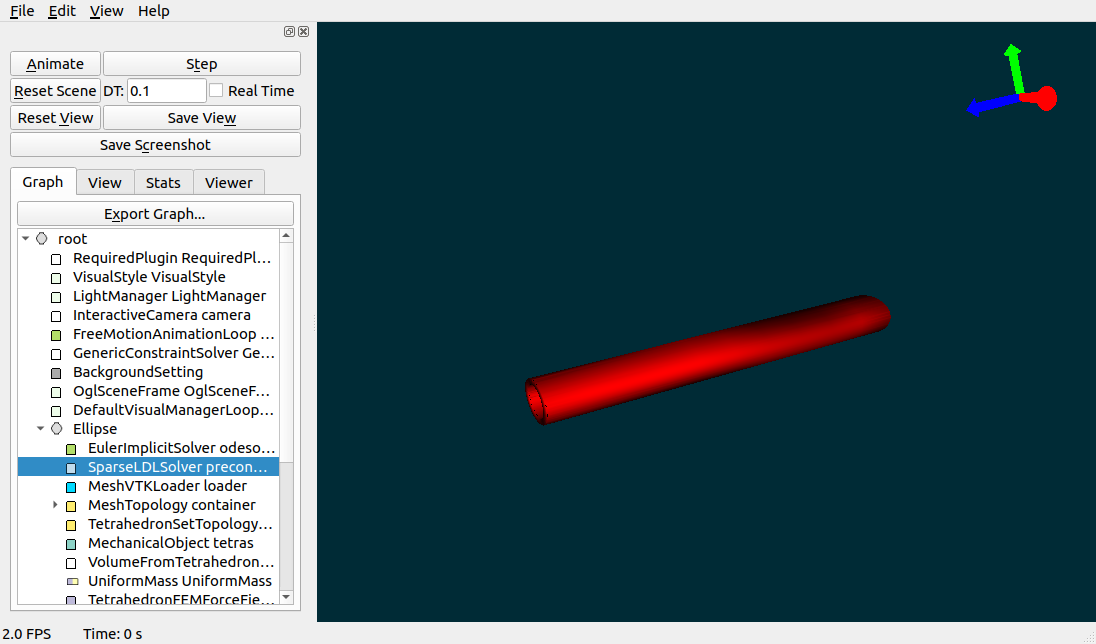 File Edit View Help
Animate Step
Reset Scene DT: 0.1 Real Time
Reset View Save View
Save Screenshot
Graph View Stats Viewer
Export Graph...
root
RequiredPlugin RequiredPl...
VisualStyle VisualStyle
LightManager LightManager
InteractiveCamera camera
FreeMotionAnimationLoop ...
GenericConstraintSolver Ge...
BackgroundSetting
OglSceneFrame OglSceneF...
DefaultVisualManagerLoop...
Ellipse
EulerImplicitSolver odeso...
SparseLDLSolver precon...
MeshVTKLoader loader
MeshTopology container
TetrahedronSetTopology...
MechanicalObject tetras
VolumeFromTetrahedron...
UniformMass UniformMass
TetrahedronFEMForceFie...
2.0 FPS Time: 0 s